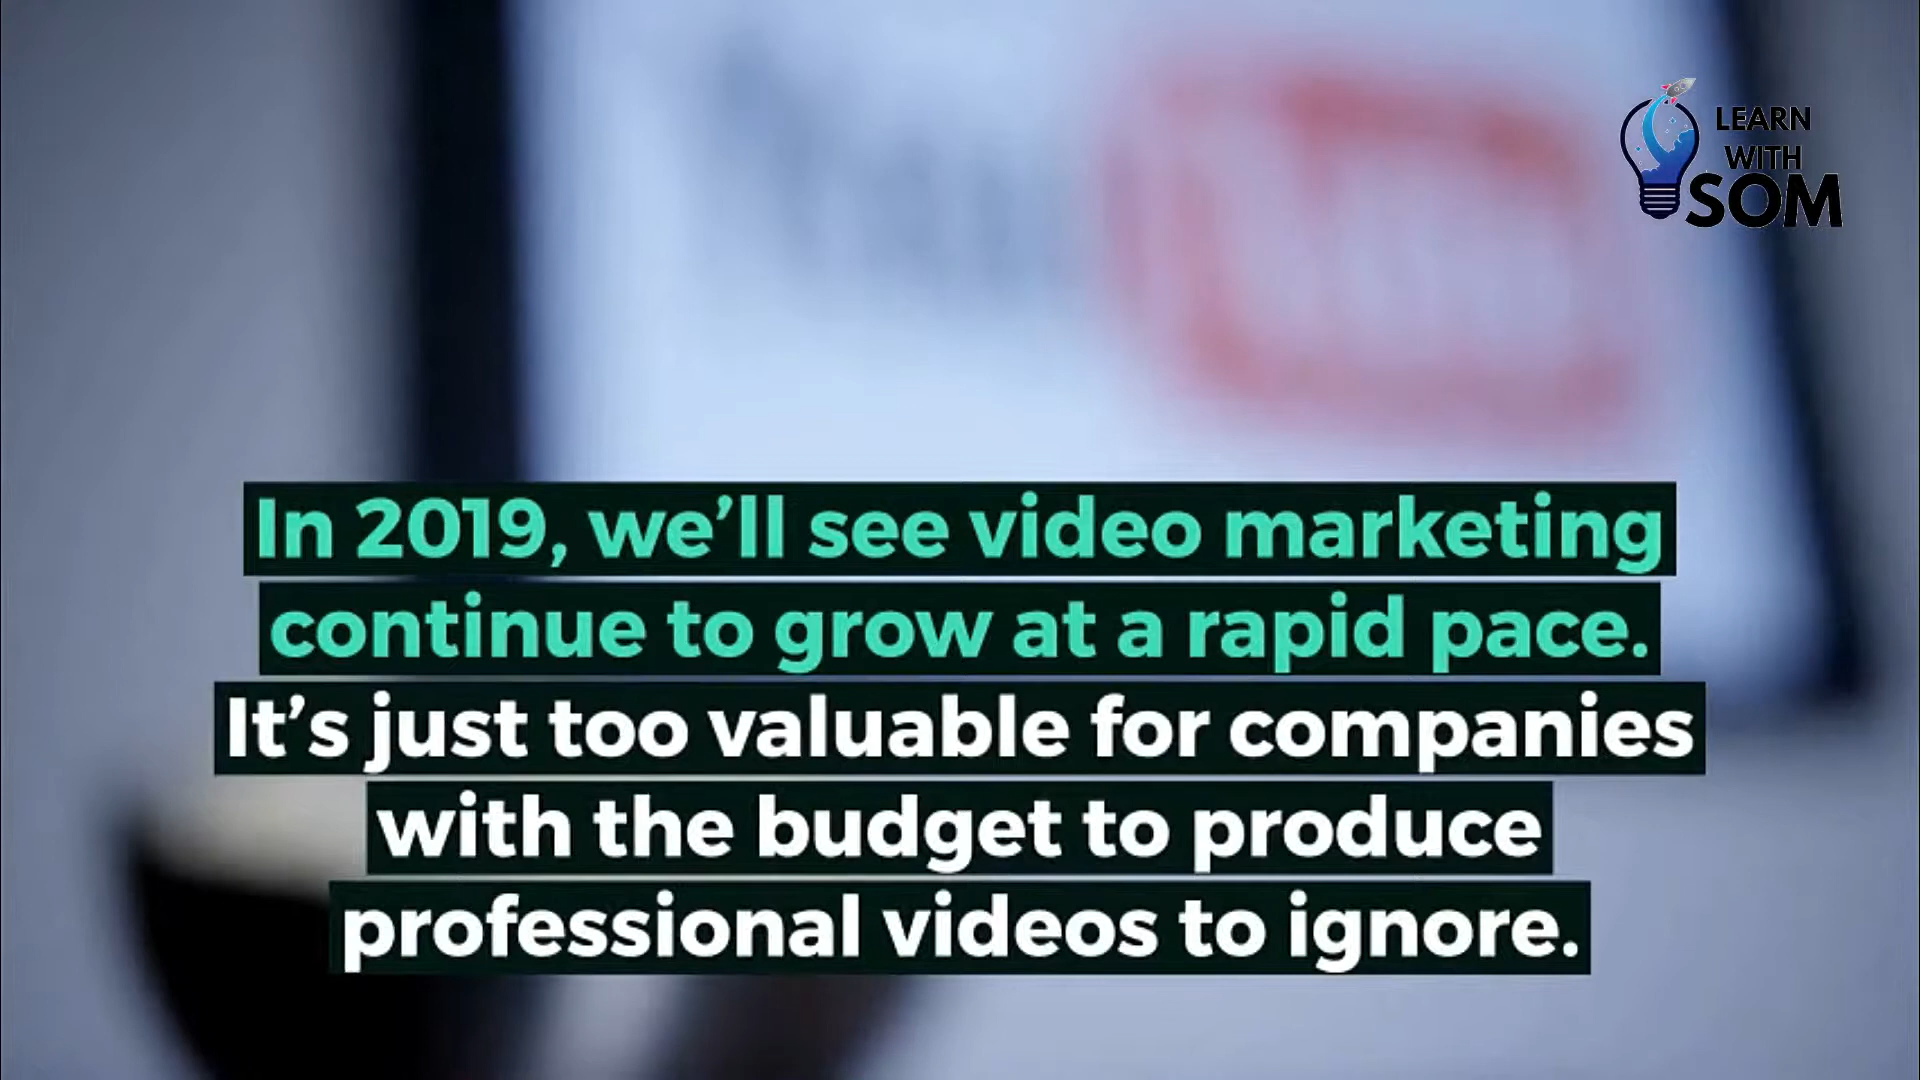 LEARN
WITH
SOM
In 2019, we’ll see video marketing
continue to grow at a rapid pace.
It’s just too valuable for companies
with the budget to produce
professional videos to ignore.